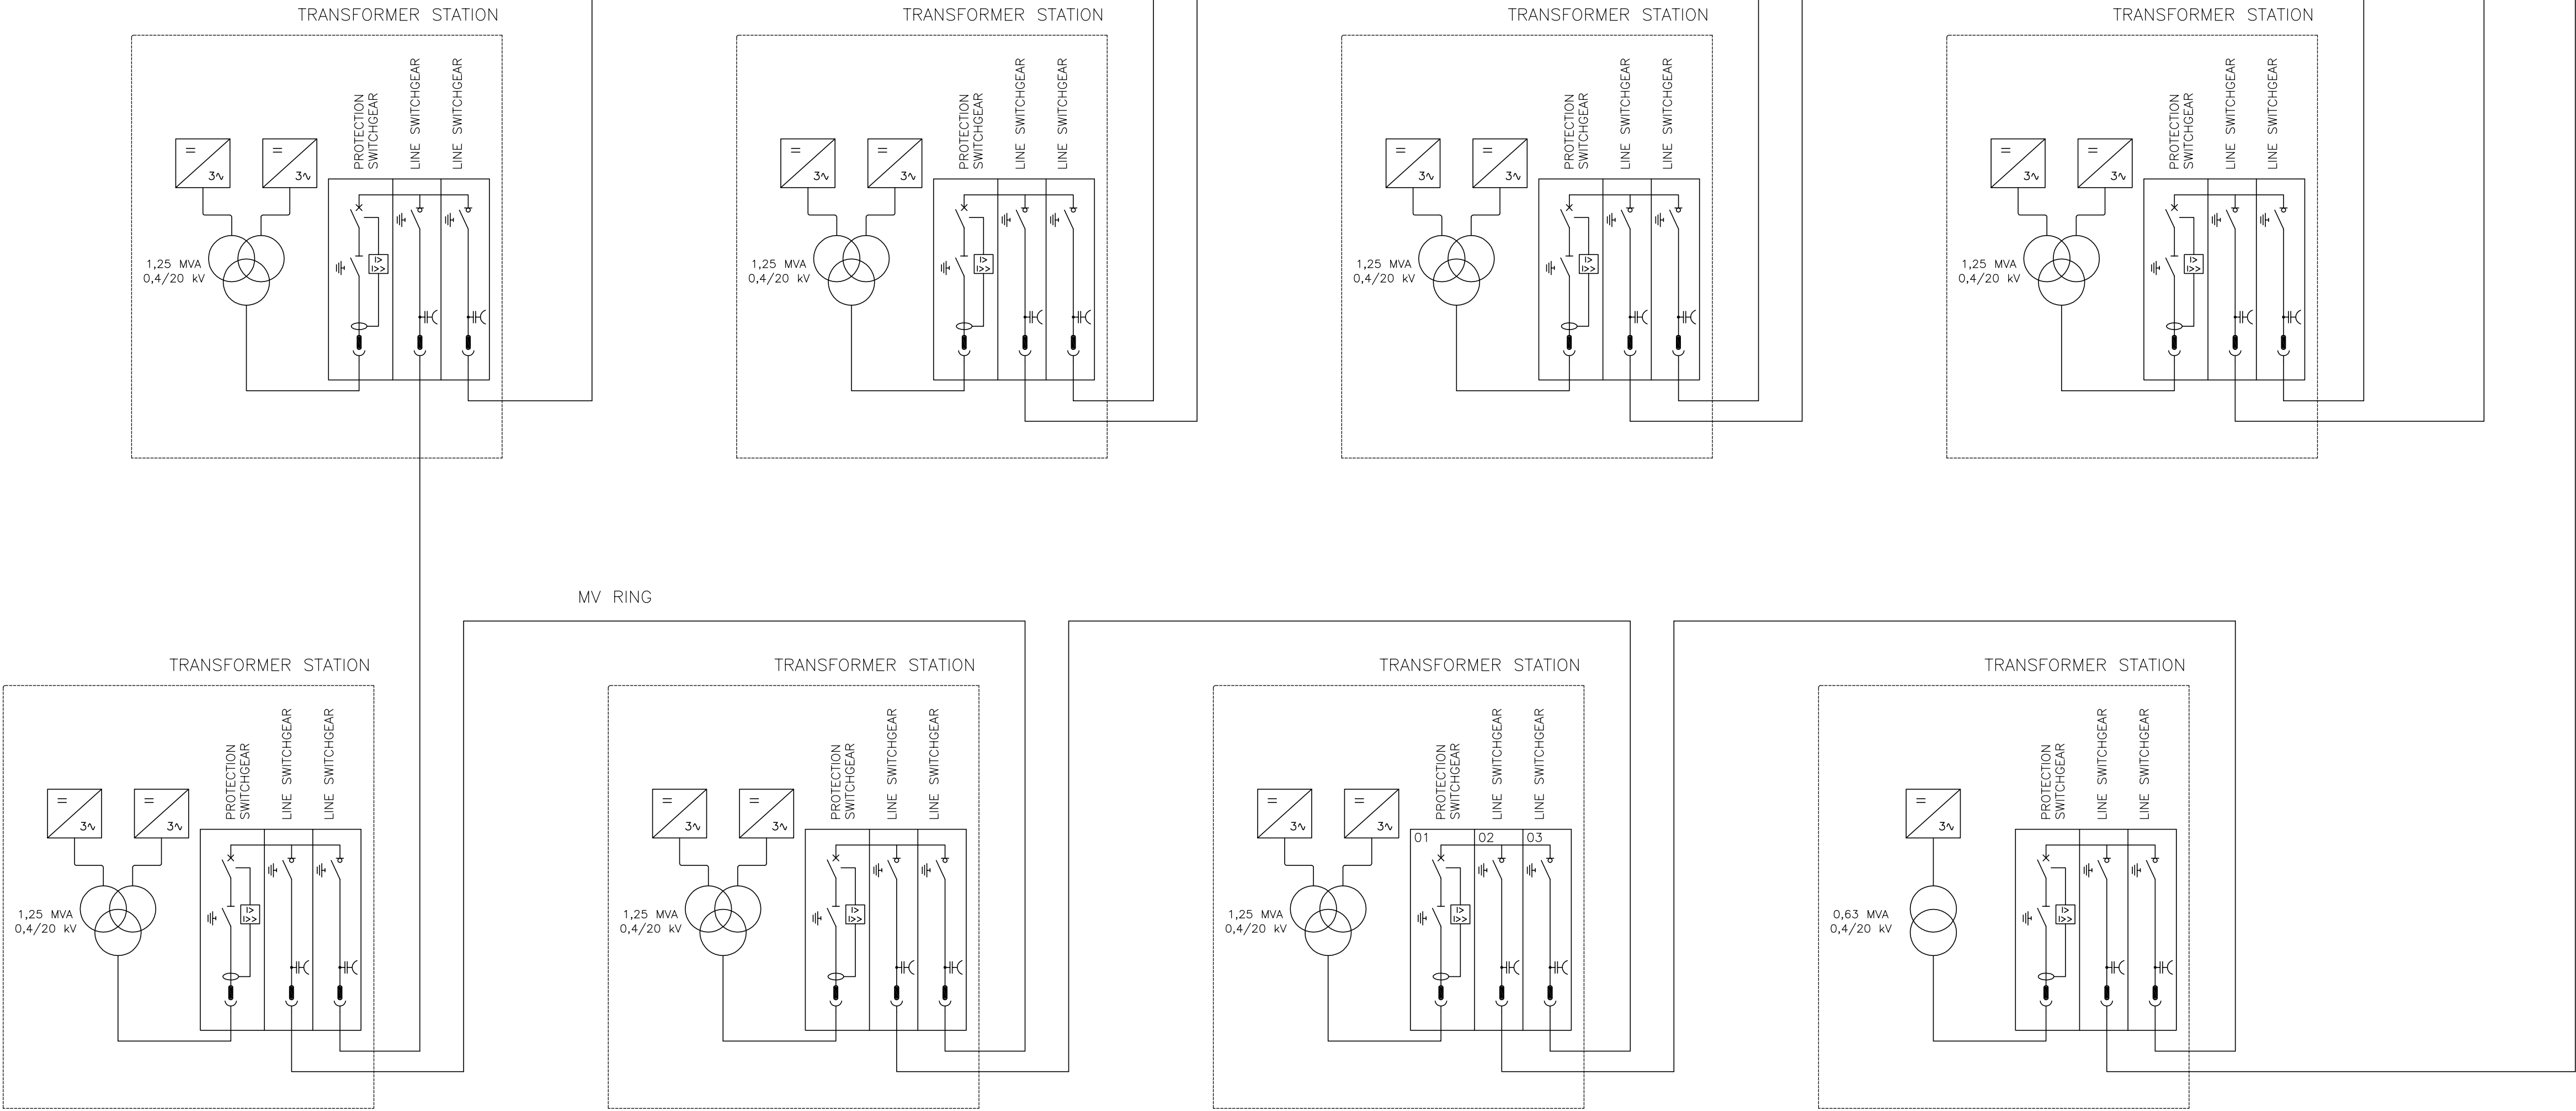 TRANSFORMER STATION
PROTECTION
SWITCHGEAR
LINE SWITCHGEAR
LINE SWITCHGEAR
=
3∿
=
3∿
1,25 MVA
0,4/20 kV
I>
I>>
TRANSFORMER STATION
PROTECTION
SWITCHGEAR
LINE SWITCHGEAR
LINE SWITCHGEAR
=
3∿
=
3∿
1,25 MVA
0,4/20 kV
I>
I>>
TRANSFORMER STATION
PROTECTION
SWITCHGEAR
LINE SWITCHGEAR
LINE SWITCHGEAR
=
3∿
=
3∿
1,25 MVA
0,4/20 kV
I>
I>>
TRANSFORMER STATION
PROTECTION
SWITCHGEAR
LINE SWITCHGEAR
LINE SWITCHGEAR
=
3∿
=
3∿
1,25 MVA
0,4/20 kV
I>
I>>
MV RING
TRANSFORMER STATION
PROTECTION
SWITCHGEAR
LINE SWITCHGEAR
LINE SWITCHGEAR
=
3∿
=
3∿
1,25 MVA
0,4/20 kV
I>
I>>
TRANSFORMER STATION
PROTECTION
SWITCHGEAR
LINE SWITCHGEAR
LINE SWITCHGEAR
=
3∿
=
3∿
1,25 MVA
0,4/20 kV
I>
I>>
TRANSFORMER STATION
PROTECTION
SWITCHGEAR
LINE SWITCHGEAR
LINE SWITCHGEAR
=
3∿
=
3∿
01
02
03
1,25 MVA
0,4/20 kV
I>
I>>
TRANSFORMER STATION
PROTECTION
SWITCHGEAR
LINE SWITCHGEAR
LINE SWITCHGEAR
=
3∿
0,63 MVA
0,4/20 kV
I>
I>>